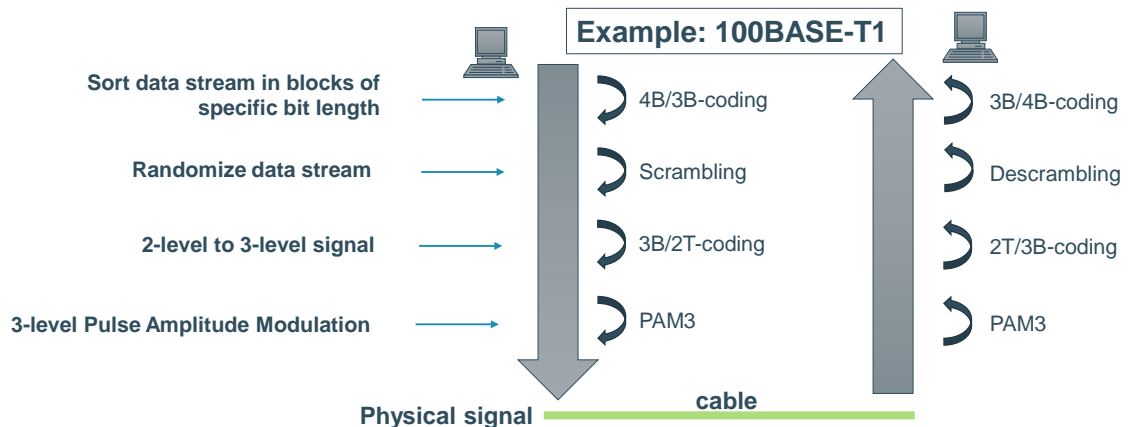 Example: 100BASE-T1
Sort data stream in blocks of
specific bit length
4B/3B-coding
3B/4B-coding
Randomize data stream
Scrambling
Descrambling
2-level to 3-level signal
3B/2T-coding
2T/3B-coding
3-level Pulse Amplitude Modulation
PAM3
PAM3
Physical signal
cable